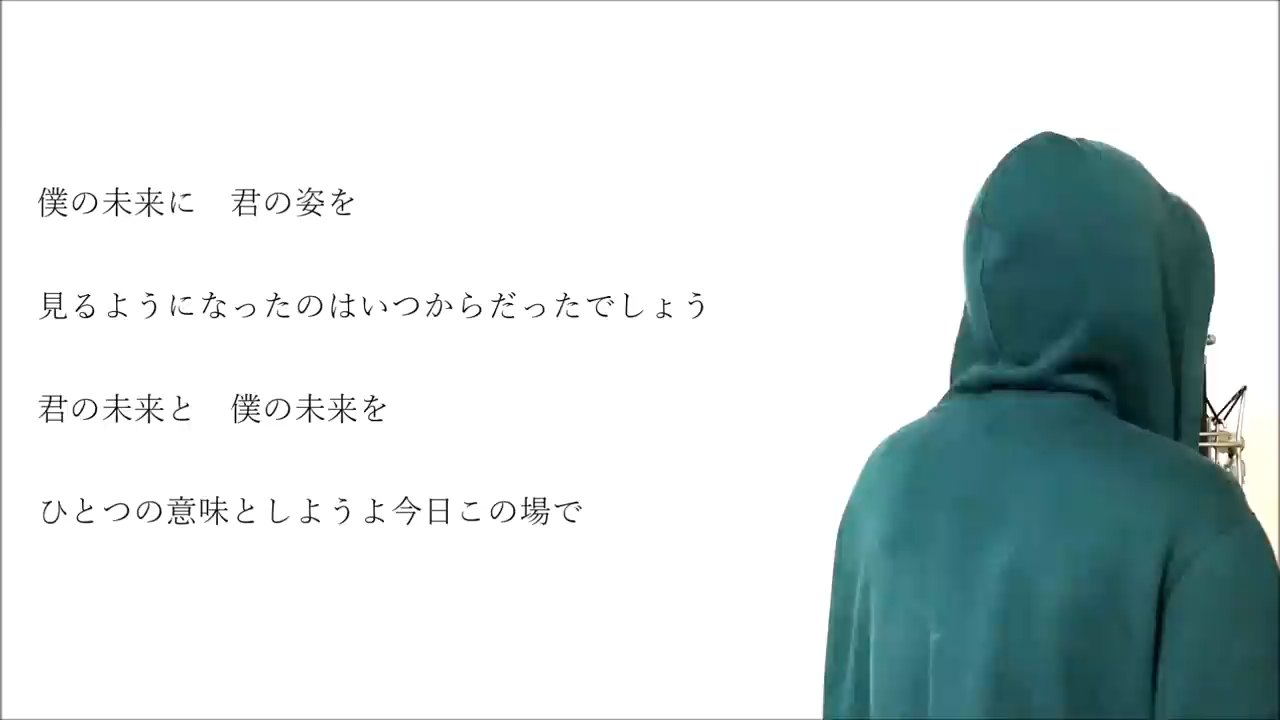 僕の未来に　君の姿を
見るようになったのはいつからだったでしょう
君の未来と　僕の未来を
ひとつの意味としようよ今日この場で